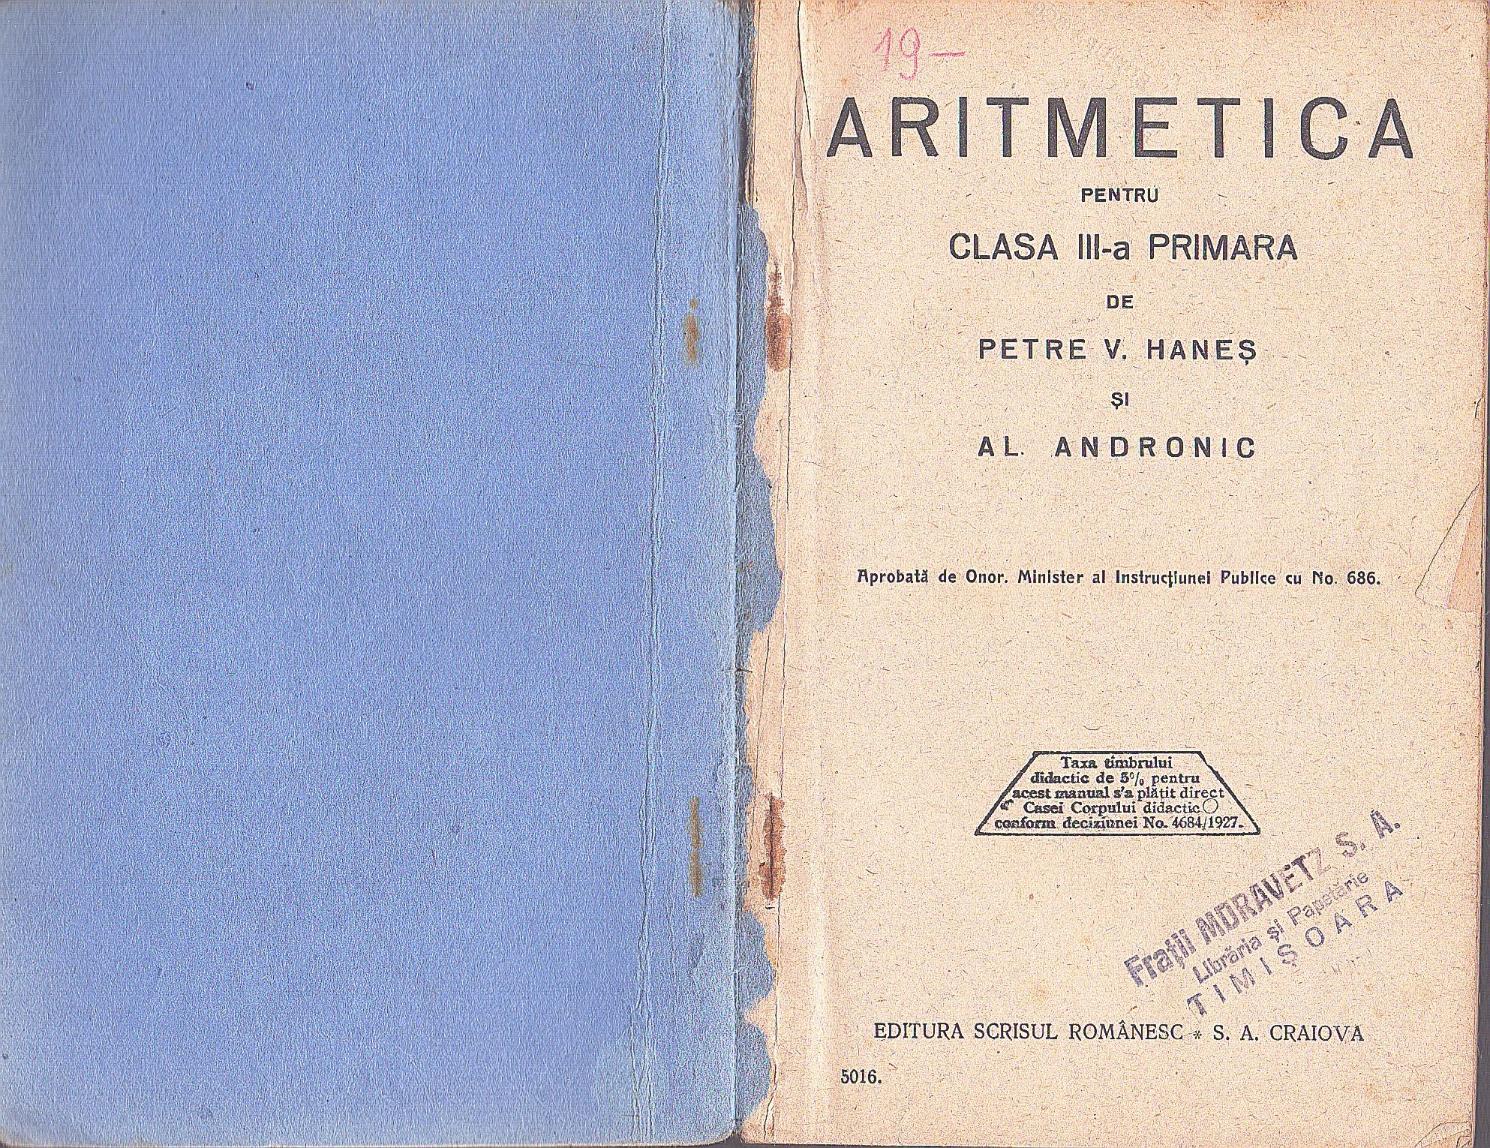 19—
ARITMETICA
PENTRU
CLASA III-a PRIMARA
DE
PETRE V. HANEȘ
ȘI
AL. ANDRONIC
Aprobată de Onor. Minister al Instrucțiunei Publice cu No. 686.
Taxa timbrului
didactic de 5% pentru
acest manual s'a plătit direct
Casei Corpului didactic
conform deciziunei No. 4684/1927.
Frații MORAVETZ S. A.
Librăria și Papetărie
TIMIȘOARA
EDITURA SCRISUL ROMÂNESC * S. A. CRAIOVA
5016.